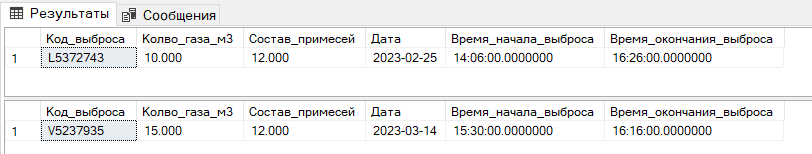 Результаты Сообщения
Код_выброса Колво_газа_м3 Состав_примесей Дата Время_начала_выброса Время_окончания_выброса
1 L5372743 10.000 12.000 2023-02-25 14:06:00.0000000 16:26:00.0000000
Код_выброса Колво_газа_м3 Состав_примесей Дата Время_начала_выброса Время_окончания_выброса
1 V5237935 15.000 12.000 2023-03-14 15:30:00.0000000 16:16:00.0000000